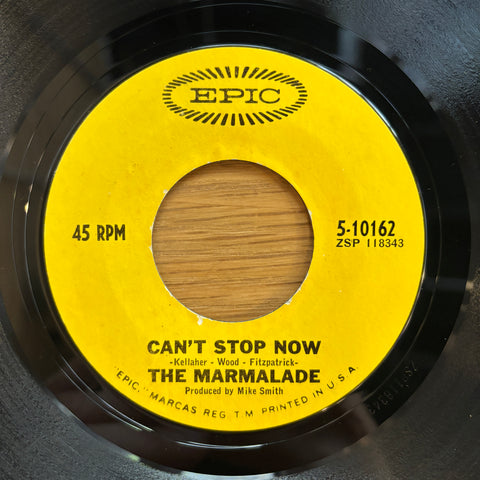 EPIC
45 RPM
5-10162
ZSP 118343
CAN'T STOP NOW
-Kellaher - Wood - Fitzpatrick-
THE MARMALADE
Produced by Mike Smith
"EPIC," MARCAS REG. T.M. PRINTED IN U.S.A.